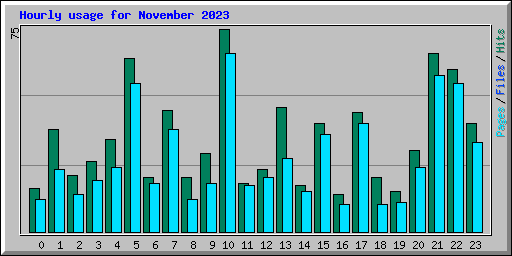 Hourly usage for November 2023
75
Pages / Files / Hits
0 1 2 3 4 5 6 7 8 9 10 11 12 13 14 15 16 17 18 19 20 21 22 23